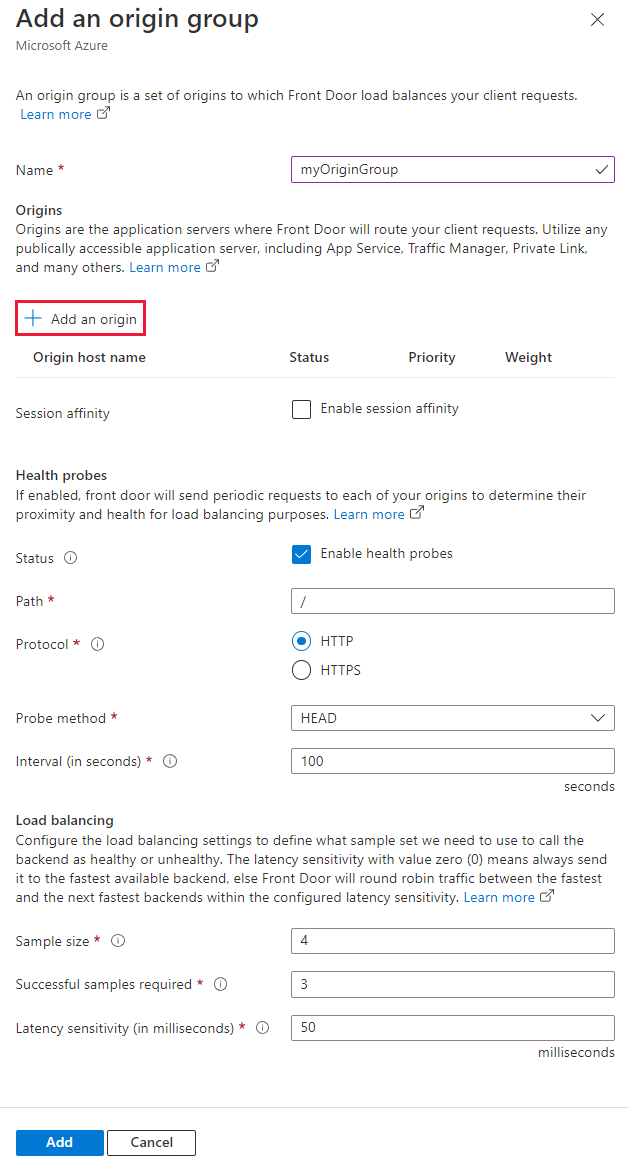 Add an origin group
Microsoft Azure
An origin group is a set of origins to which Front Door load balances your client requests.
Learn more
Name *
myOriginGroup
Origins
Origins are the application servers where Front Door will route your client requests. Utilize any
publically accessible application server, including App Service, Traffic Manager, Private Link,
and many others. Learn more
Add an origin
Origin host name Status Priority Weight
Session affinity
Enable session affinity
Health probes
If enabled, front door will send periodic requests to each of your origins to determine their
proximity and health for load balancing purposes. Learn more
Status
Enable health probes
Path *
/
Protocol *
HTTP
HTTPS
Probe method *
HEAD
Interval (in seconds) *
100
seconds
Load balancing
Configure the load balancing settings to define what sample set we need to use to call the
backend as healthy or unhealthy. The latency sensitivity with value zero (0) means always send
it to the fastest available backend, else Front Door will round robin traffic between the fastest
and the next fastest backends within the configured latency sensitivity. Learn more
Sample size *
4
Successful samples required *
3
Latency sensitivity (in milliseconds) *
50
milliseconds
Add
Cancel